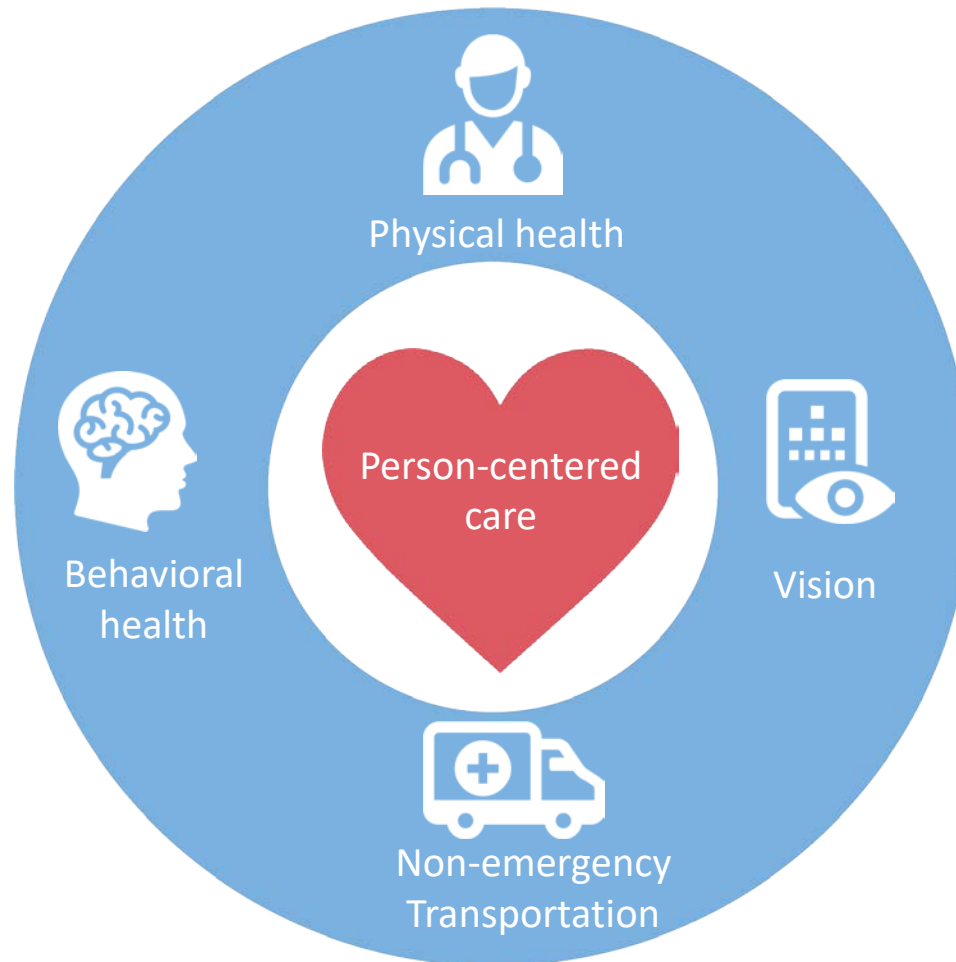 Physical health
Person-centered
care
Behavioral
health
Vision
Non-emergency
Transportation